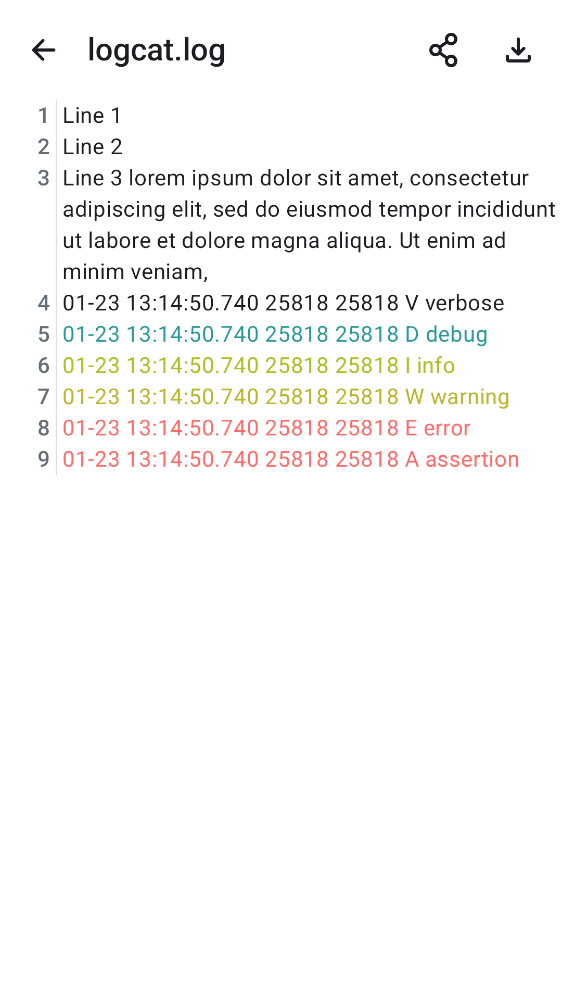 logcat.log
1 Line 1
2 Line 2
3 Line 3 lorem ipsum dolor sit amet, consectetur
adipiscing elit, sed do eiusmod tempor incididunt
ut labore et dolore magna aliqua. Ut enim ad
minim veniam,
4 01-23 13:14:50.740 25818 25818 V verbose
5 01-23 13:14:50.740 25818 25818 D debug
6 01-23 13:14:50.740 25818 25818 I info
7 01-23 13:14:50.740 25818 25818 W warning
8 01-23 13:14:50.740 25818 25818 E error
9 01-23 13:14:50.740 25818 25818 A assertion